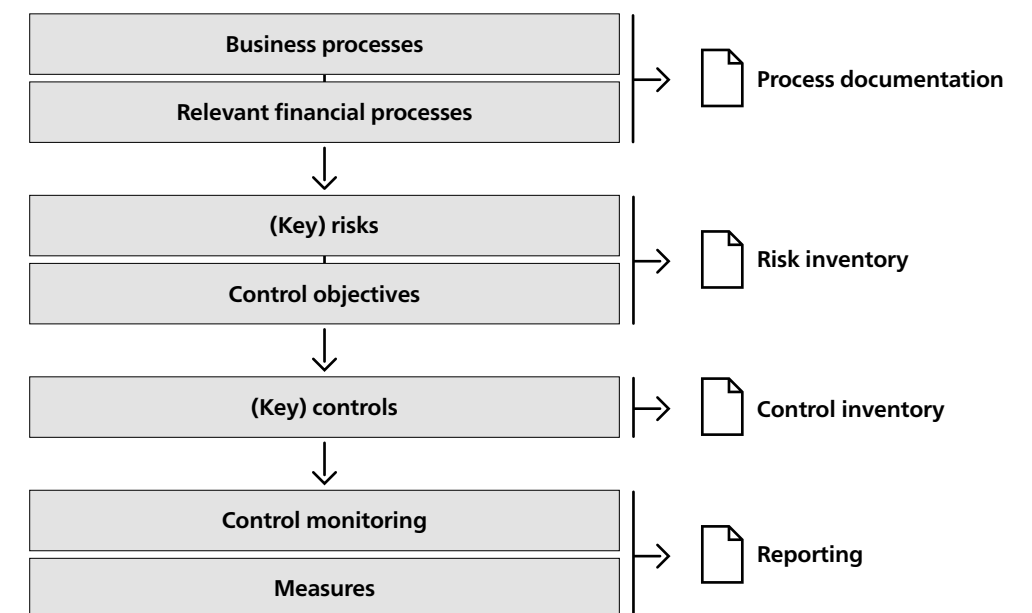 Business processes
Relevant financial processes
Process documentation
(Key) risks
Control objectives
Risk inventory
(Key) controls
Control inventory
Control monitoring
Measures
Reporting